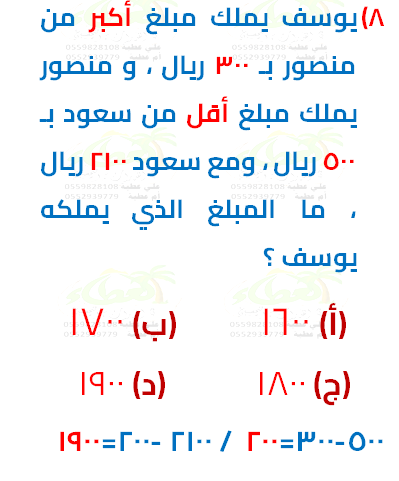 ٨) يوسف يملك مبلغ أكبر من
منصور بـ ٣٠٠ ريال ، و منصور
يملك مبلغ أقل من سعود بـ
٥٠٠ ريال ، ومع سعود ٢١٠٠ ريال
، ما المبلغ الذي يملكه
يوسف ؟
(أ) ١٦٠٠ (ب) ١٧٠٠
(ج) ١٨٠٠ (د) ١٩٠٠
٥٠٠-٣٠٠=٢٠٠ / ٢١٠٠ -٢٠٠=١٩٠٠